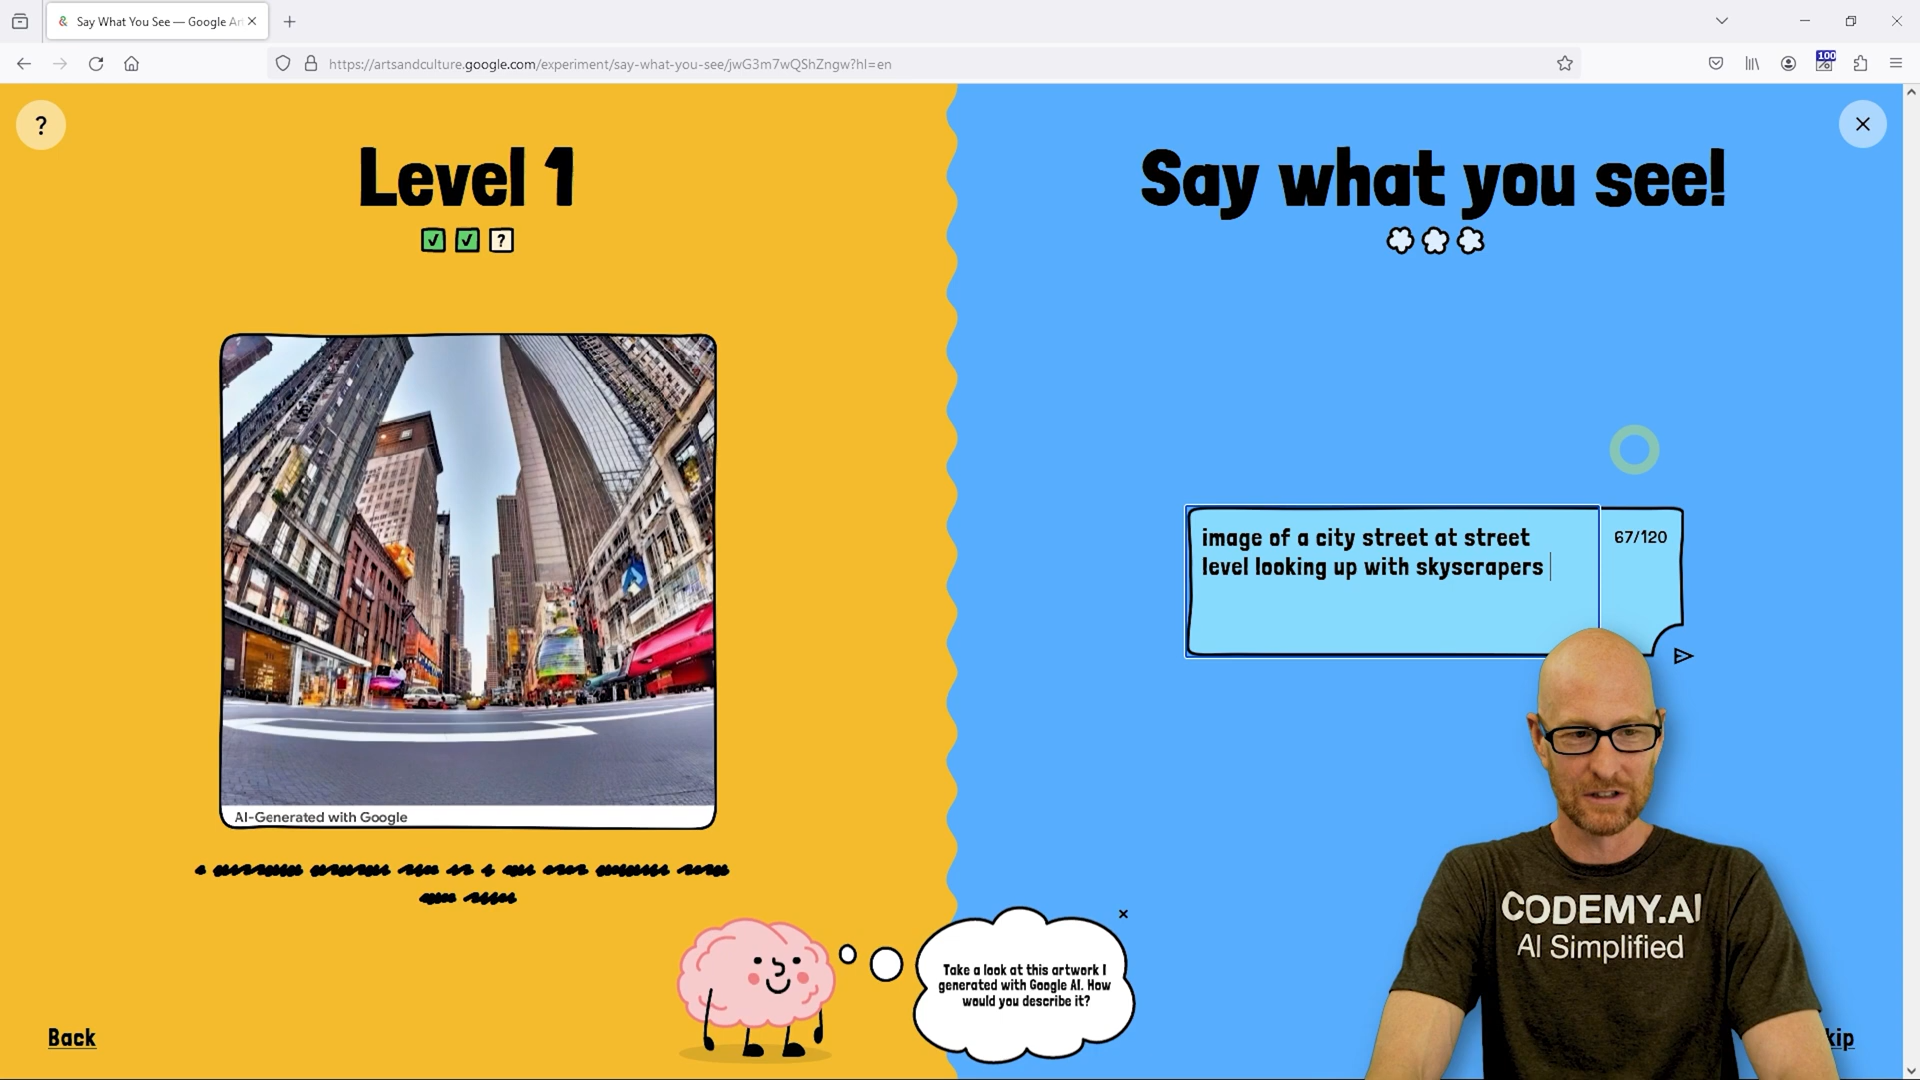 Say What You See — Google Ar
https://artsandculture.google.com/experiment/say-what-you-see/jwG3m7wQShZngw?hl=en
100
?
Level 1
?
AI-Generated with Google
Back
Say what you see!
image of a city street at street
level looking up with skyscrapers
67/120
Take a look at this artwork I
generated with Google AI. How
would you describe it?
CODEMY.AI
AI Simplified
kip